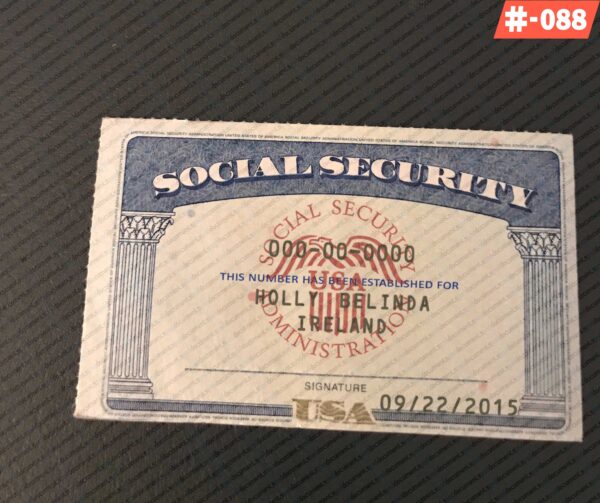 #-088
SOCIAL SECURITY
SOCIAL SECURITY ADMINISTRATION
000-00-0000
USA
THIS NUMBER HAS BEEN ESTABLISHED FOR
HOLLY BELINDA
IRELAND
SIGNATURE
USA
09/22/2015